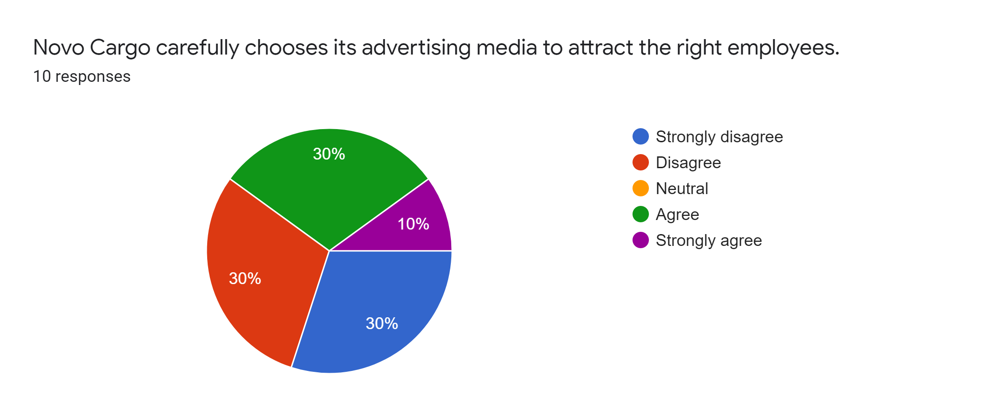 Novo Cargo carefully chooses its advertising media to attract the right employees.
10 responses
30%
10%
30%
30%
Strongly disagree
Disagree
Neutral
Agree
Strongly agree